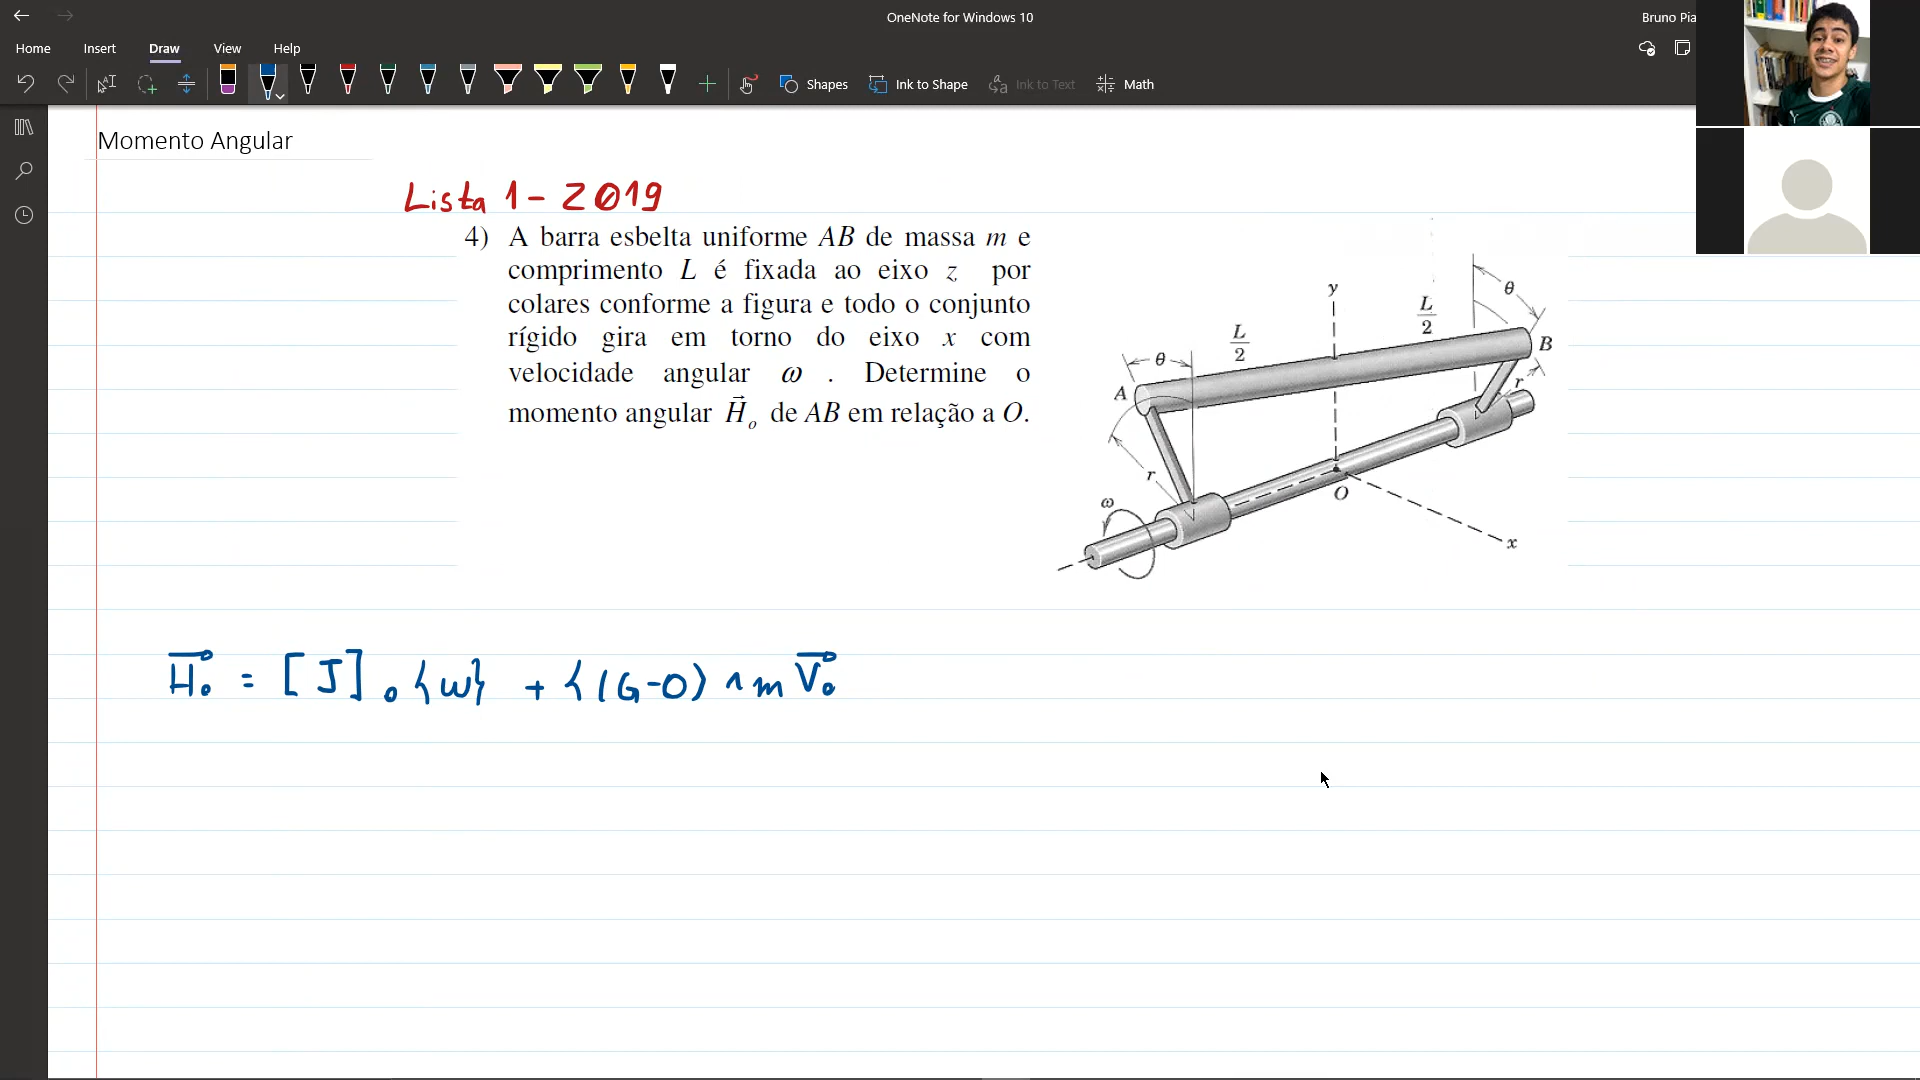 OneNote for Windows 10
Bruno Pia
Home Insert Draw View Help
Shapes Ink to Shape Ink to Text Math
Momento Angular
Lista 1 - 2019
4) A barra esbelta uniforme AB de massa m e
comprimento L é fixada ao eixo z por
colares conforme a figura e todo o conjunto
rígido gira em torno do eixo x com
velocidade angular ω . Determine o
momento angular H⃗ₒ de AB em relação a O.
y
θ
L/2
L/2
θ
B
A
r
r
ω
O
x
H⃗ₒ = [J]ₒ {w} + {(G-O) ∧ m V⃗ₒ